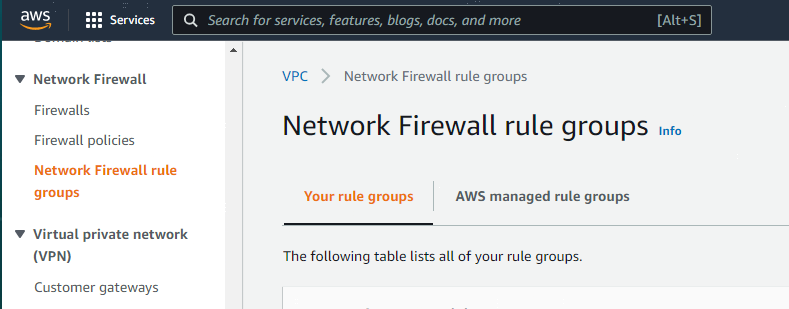 aws
Services
Search for services, features, blogs, docs, and more
[Alt+S]
Network Firewall
Firewalls
Firewall policies
Network Firewall rule
groups
Virtual private network
(VPN)
Customer gateways
VPC > Network Firewall rule groups
Network Firewall rule groups Info
Your rule groups
AWS managed rule groups
The following table lists all of your rule groups.